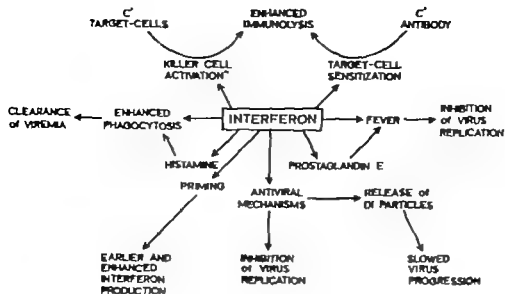 C'
TARGET-CELLS
ENHANCED
IMMUNOLYSIS
C'
ANTIBODY
KILLER CELL
ACTIVATION^
TARGET-CELL
SENSITIZATION
CLEARANCE
of VIREMIA
ENHANCED
PHAGOCYTOSIS
INTERFERON
FEVER
INHIBITION
of VIRUS
REPLICATION
HISTAMINE
PROSTAGLANDIN E
PRIMING
ANTIVIRAL
MECHANISMS
RELEASE of
DI PARTICLES
EARLIER AND
ENHANCED
INTERFERON
PRODUCTION
INHIBITION
of VIRUS
REPLICATION
SLOWED
VIRUS
PROGRESSION